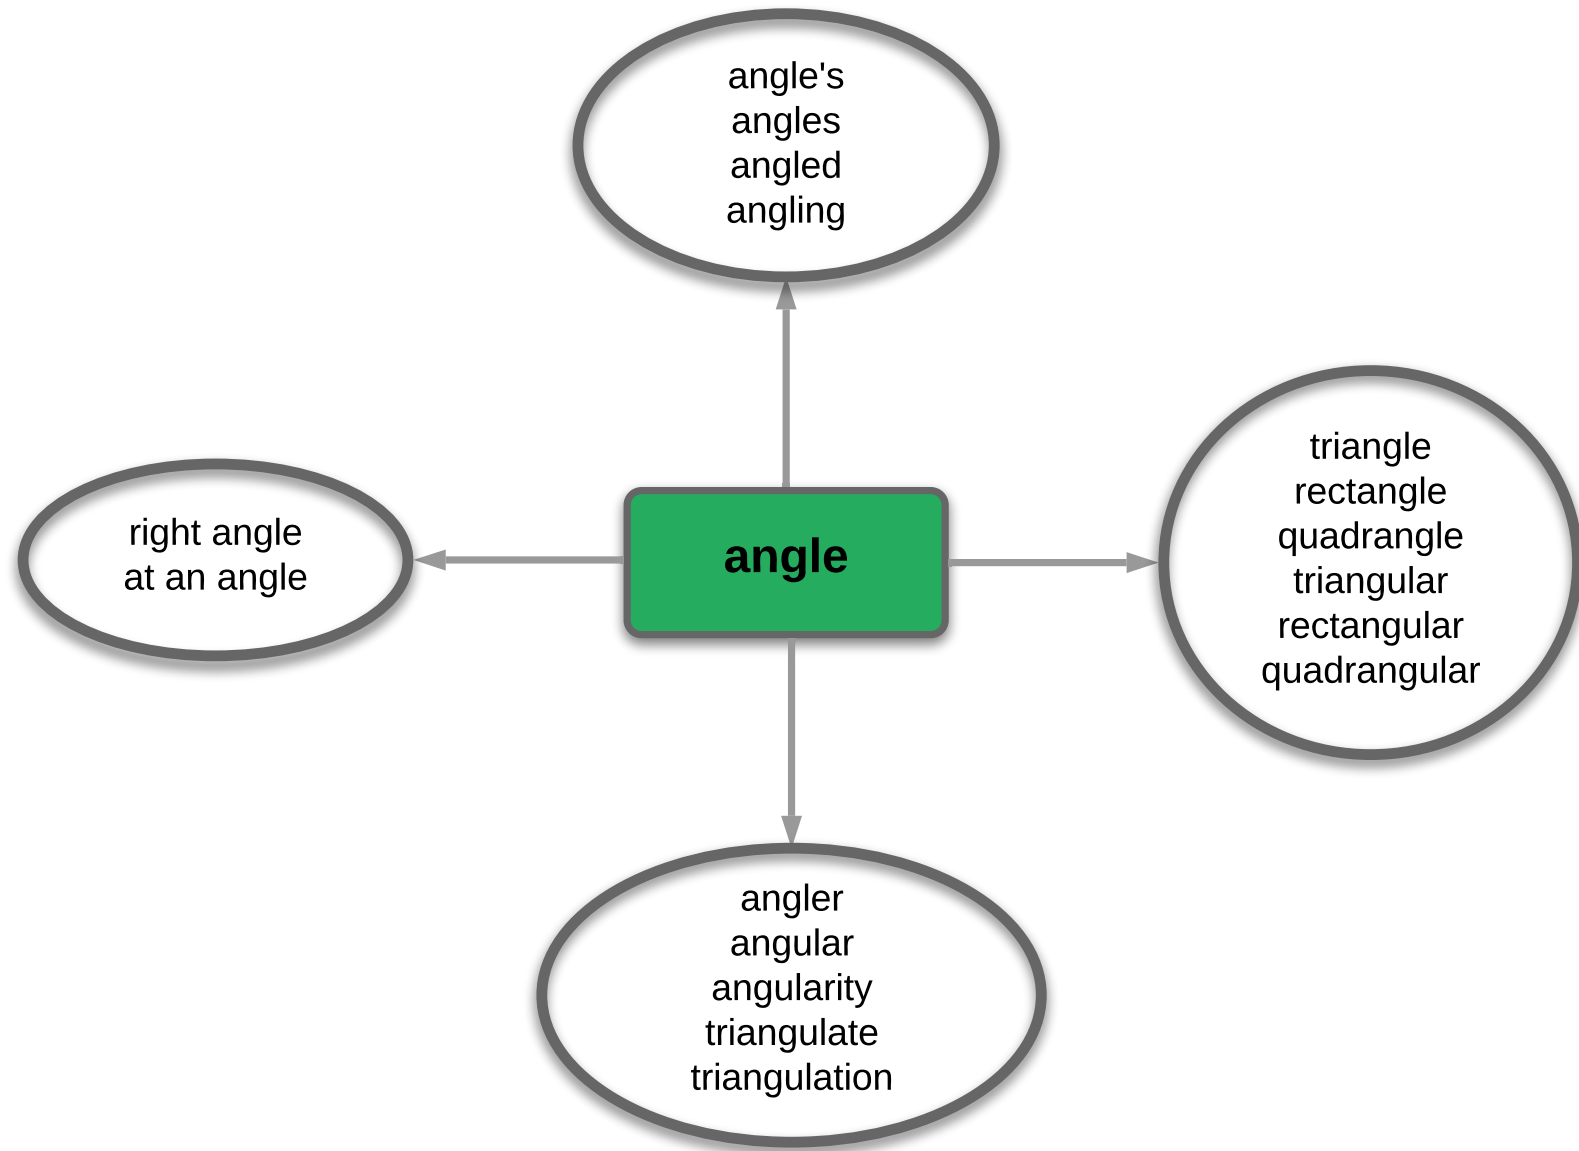 angle's
angles
angled
angling
right angle
at an angle
angle
triangle
rectangle
quadrangle
triangular
rectangular
quadrangular
angler
angular
angularity
triangulate
triangulation